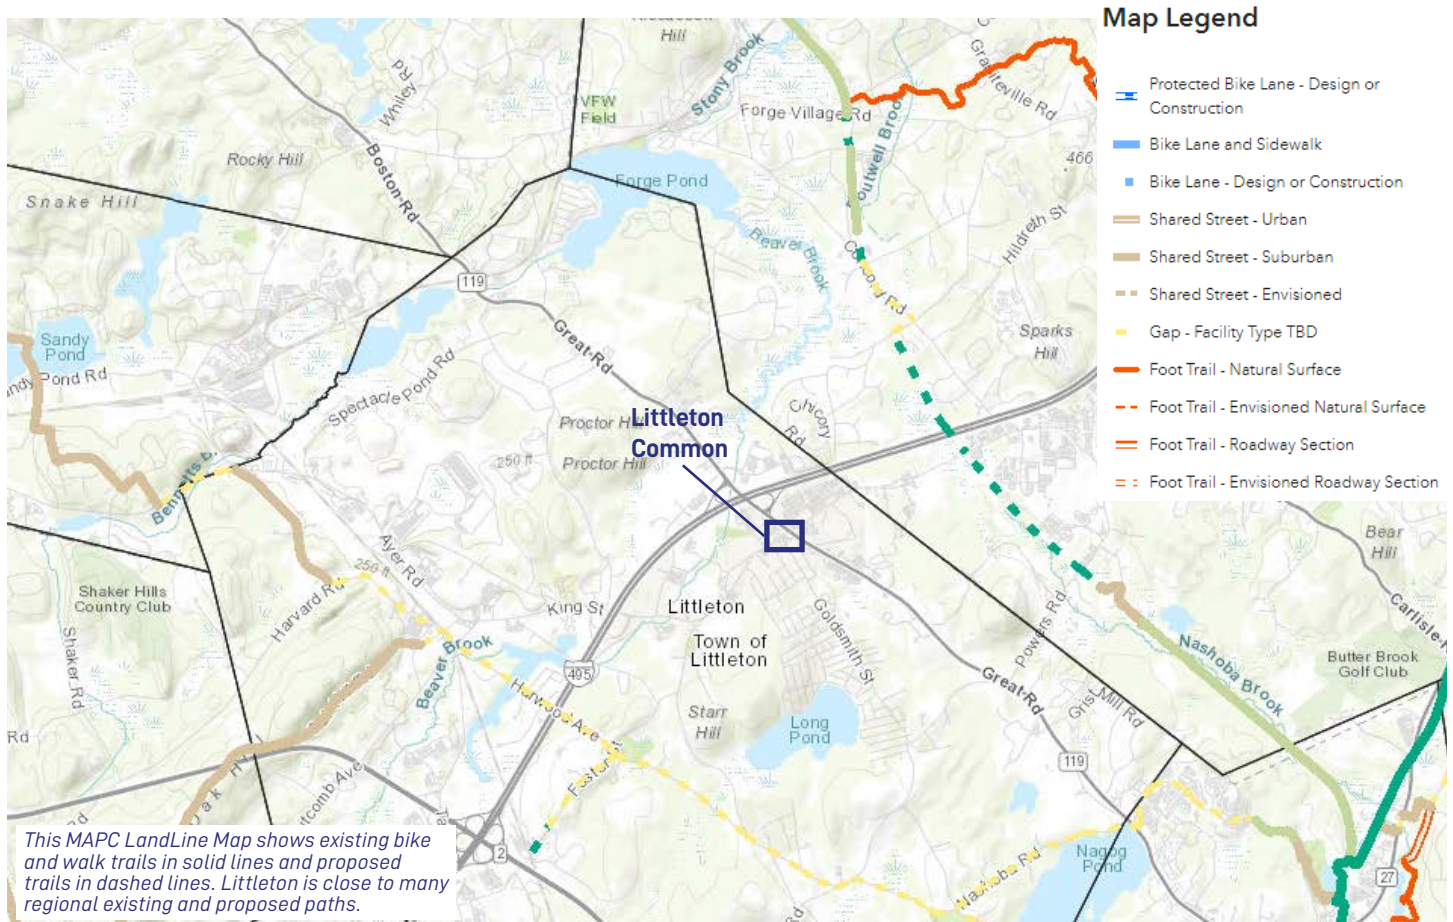 Map Legend
Protected Bike Lane - Design or
Construction
Bike Lane and Sidewalk
Bike Lane - Design or Construction
Shared Street - Urban
Shared Street - Suburban
Shared Street - Envisioned
Gap - Facility Type TBD
Foot Trail - Natural Surface
Foot Trail - Envisioned Natural Surface
Foot Trail - Roadway Section
Foot Trail - Envisioned Roadway Section
Hill
Stony Brook
Graniteville Rd
Whiley Rd
VFW
Field
Forge Village Rd
Boston Rd
Rocky Hill
466
Forge Pond
Snake Hill
Hildreth St
Beaver Brook
119
Sparks
Hill
Sandy
Pond
Great Rd
Spectacle Pond Rd
Chicory
Rd
Littleton
Common
Proctor Hill
250 ft
Proctor Hill
Bear
Hill
Ayer Rd
250 ft
Shaker Hills
Country Club
Harvard Rd
King St
Littleton
Town of
Littleton
Goldsmith St
Powers Rd
Carlisle
Shaker Rd
Beaver Brook
495
Nashoba Brook
Butter Brook
Golf Club
Great Rd
Grist Mill Rd
Harwood Ave
Starr
Hill
Long
Pond
Rd
119
Foster
2
Nagog
Pond
Nashoba Rd
27
Rd
This MAPC LandLine Map shows existing bike
and walk trails in solid lines and proposed
trails in dashed lines. Littleton is close to many
regional existing and proposed paths.